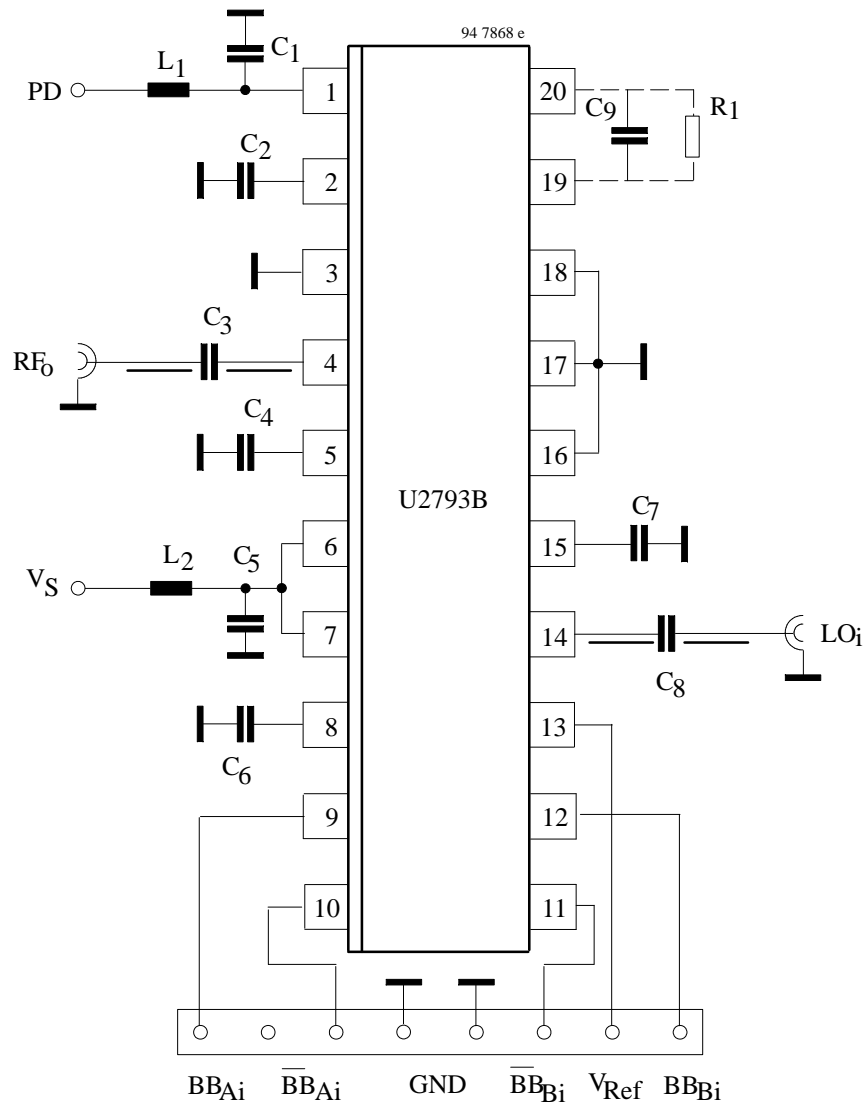 94 7868 e
PD L1 C1 1 20 C9 R1
C2 2 19
3 18
RFo C3 4 17
C4 5 16
U2793B
VS L2 C5 6 15 C7
7 14 C8 LOi
C6 8 13
9 12
10 11
BBAi B̅BAi GND B̅BBi VRef BBBi